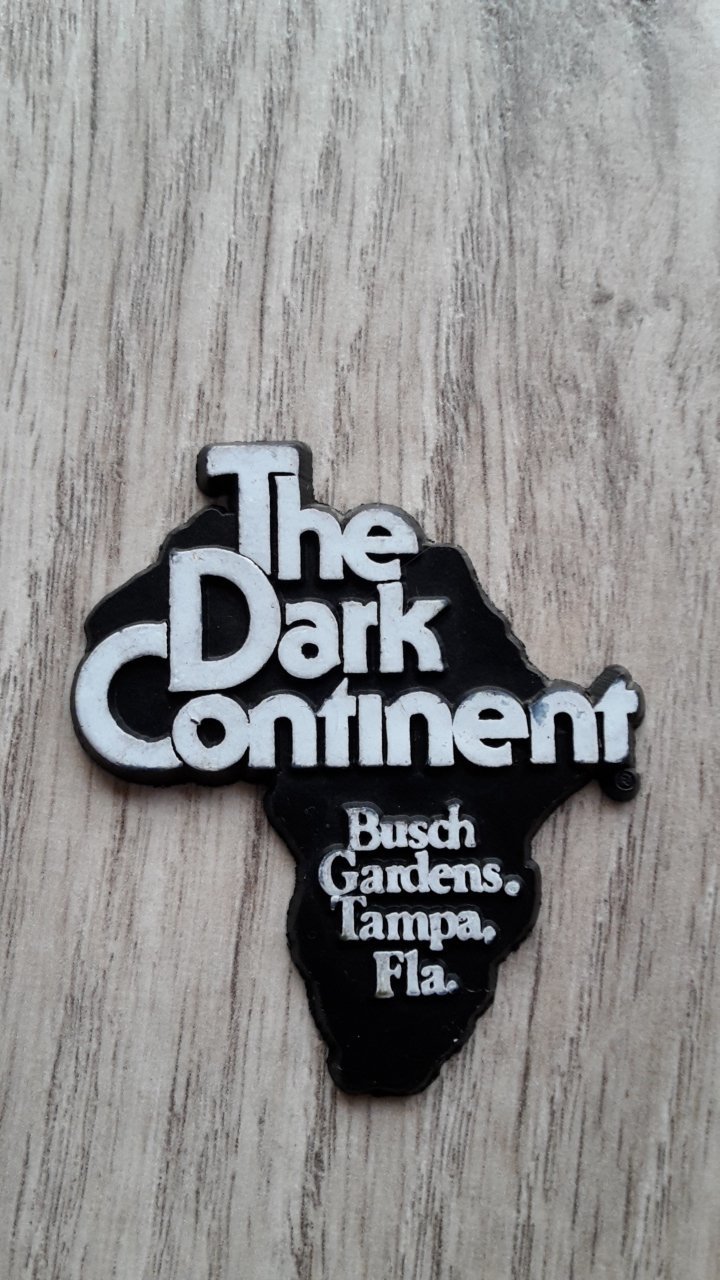 The
Dark
Continent
®
Busch
Gardens.
Tampa,
Fla.